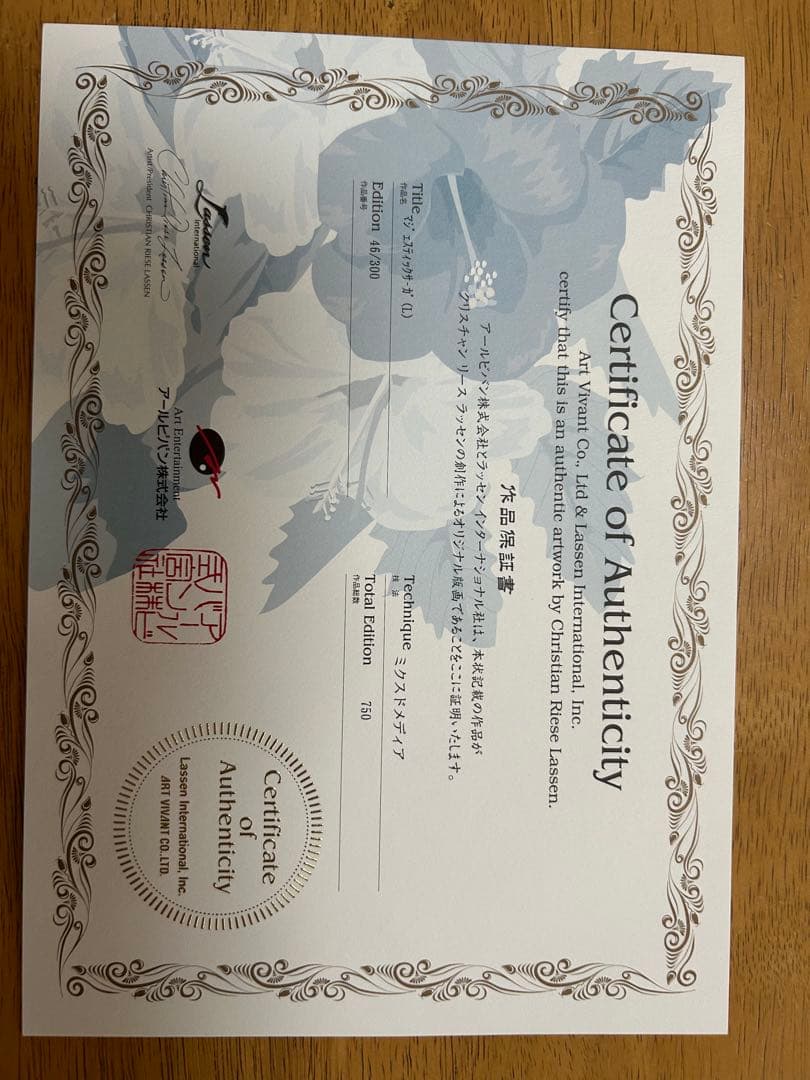 Certificate of Authenticity
Art Vivant Co., Ltd & Lassen International, Inc.
certify that this is an authentic artwork by Christian Riese Lassen.
作品保証書
アールビバン株式会社とラッセン インターナショナル社は、本状記載の作品が
クリスチャン リース ラッセンの創作によるオリジナル版画であることをここに証明いたします。
Title マジェスティックサーガ (L)
作品名
Technique ミクスドメディア
技法
Edition 46/300
作品番号
Total Edition 750
作品総数
Lassen
International
Artist/President CHRISTIAN RIESE LASSEN
Art Entertainment
アールビバン株式会社
Certificate
of
Authenticity
Lassen International, Inc.
ART VIVANT CO.,LTD.